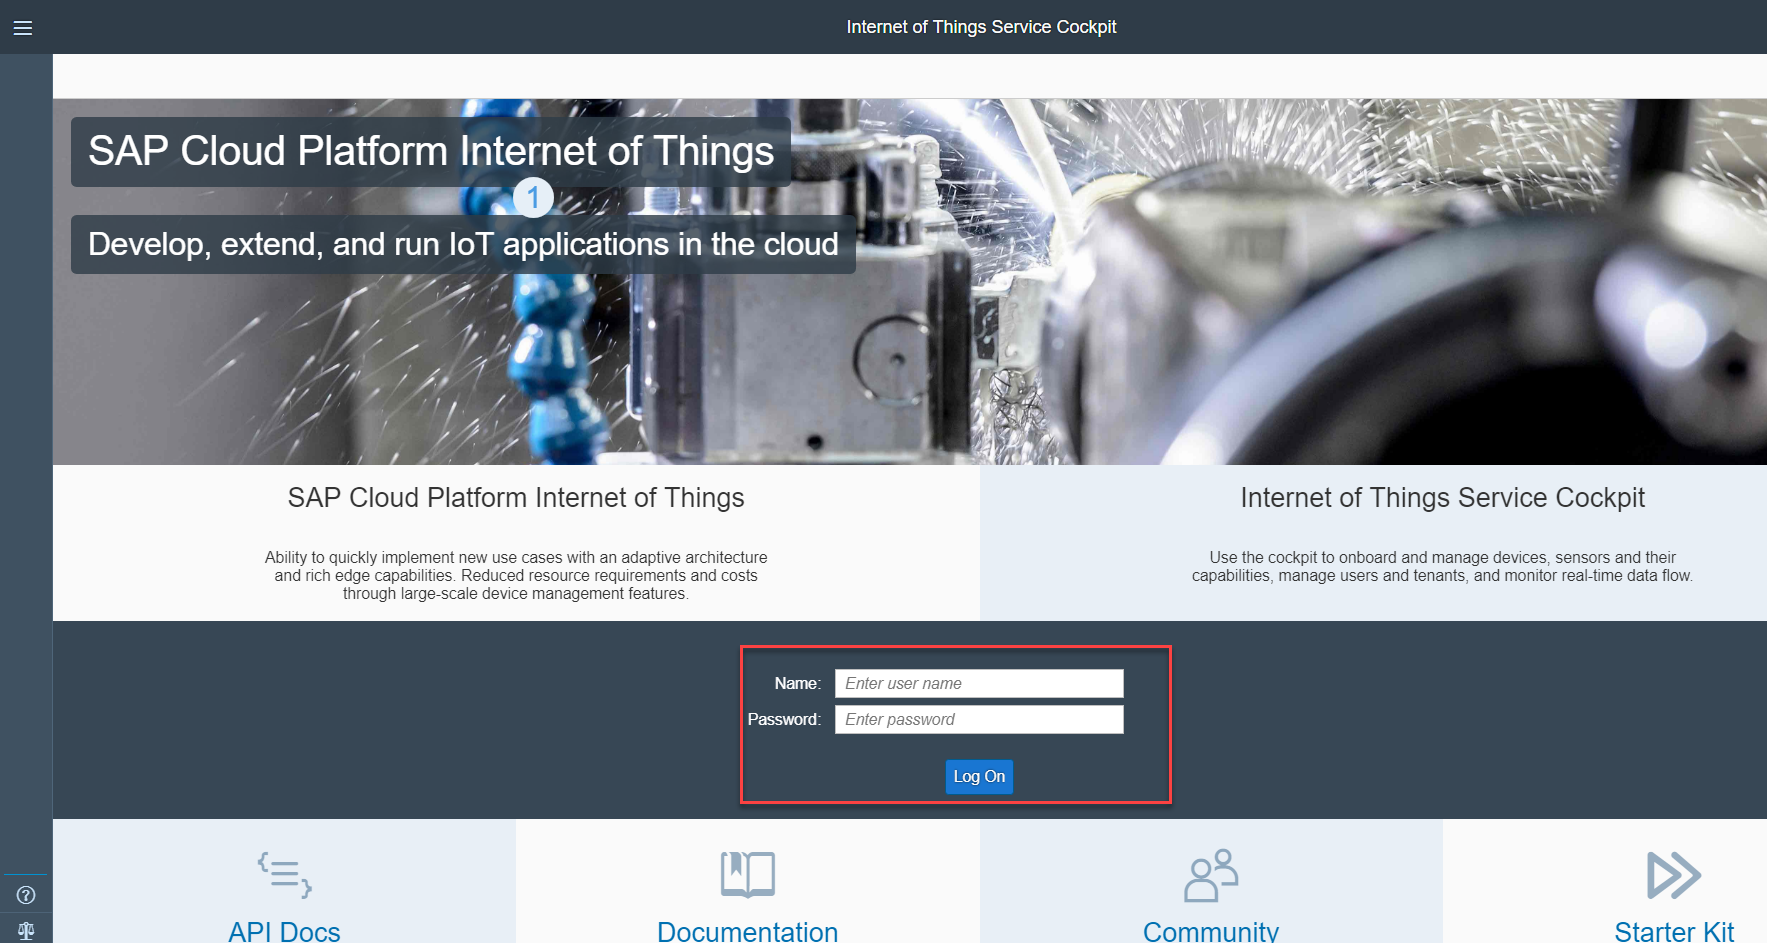 Internet of Things Service Cockpit
SAP Cloud Platform Internet of Things
1
Develop, extend, and run IoT applications in the cloud
SAP Cloud Platform Internet of Things
Ability to quickly implement new use cases with an adaptive architecture
and rich edge capabilities. Reduced resource requirements and costs
through large-scale device management features.
Internet of Things Service Cockpit
Use the cockpit to onboard and manage devices, sensors and their
capabilities, manage users and tenants, and monitor real-time data flow.
Name: Enter user name
Password: Enter password
Log On
API Docs
Documentation
Community
Starter Kit